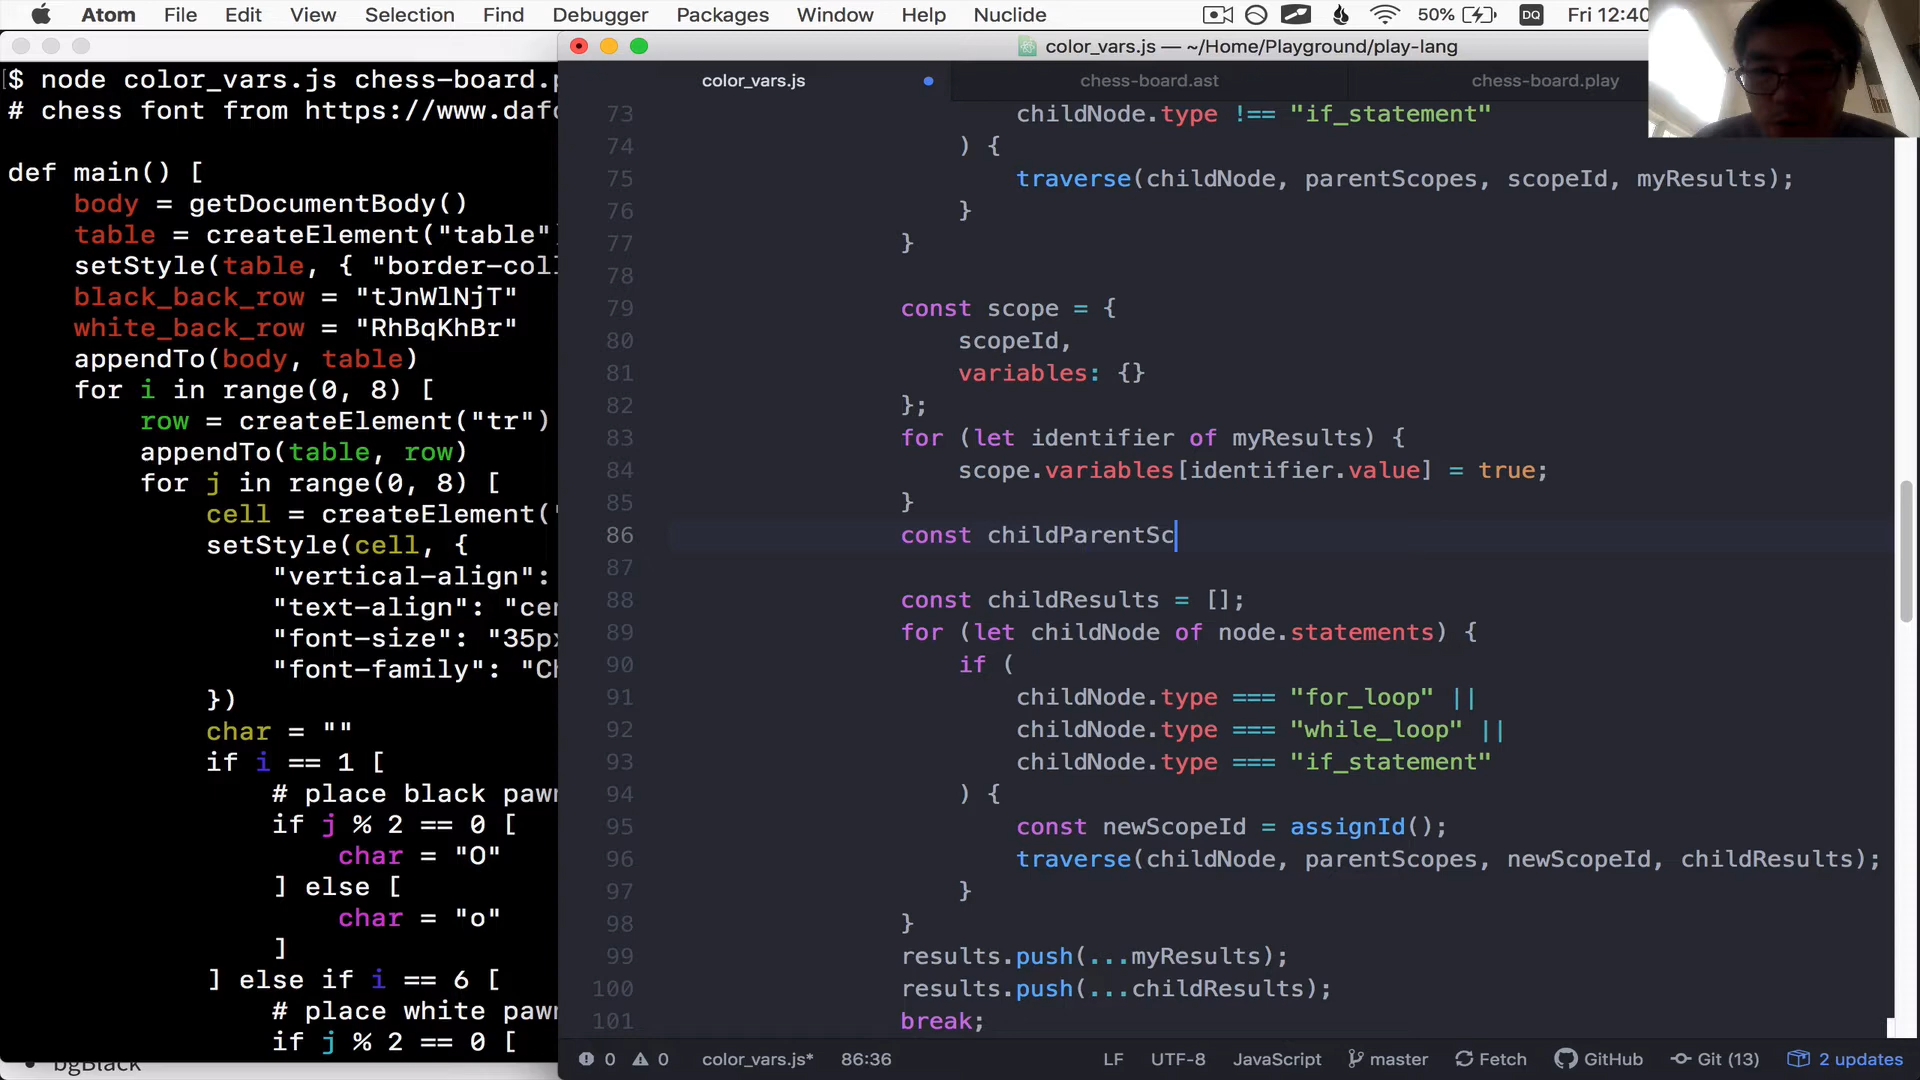 Atom File Edit View Selection Find Debugger Packages Window Help Nuclide 50% DQ Fri 12:40
$ node color_vars.js chess-board.p
# chess font from https://www.dafo
def main() [
body = getDocumentBody()
table = createElement("table"
setStyle(table, { "border-coll
black_back_row = "tJnWlNjT"
white_back_row = "RhBqKhBr"
appendTo(body, table)
for i in range(0, 8) [
row = createElement("tr")
appendTo(table, row)
for j in range(0, 8) [
cell = createElement("
setStyle(cell, {
"vertical-align":
"text-align": "cen
"font-size": "35px
"font-family": "Ch
})
char = ""
if i == 1 [
# place black pawn
if j % 2 == 0 [
char = "O"
] else [
char = "o"
]
] else if i == 6 [
# place white pawn
if j % 2 == 0 [
bgBlack
color_vars.js — ~/Home/Playground/play-lang
color_vars.js chess-board.ast chess-board.play
73 childNode.type !== "if_statement"
74 ) {
75 traverse(childNode, parentScopes, scopeId, myResults);
76 }
77 }
78
79 const scope = {
80 scopeId,
81 variables: {}
82 };
83 for (let identifier of myResults) {
84 scope.variables[identifier.value] = true;
85 }
86 const childParentSc
87
88 const childResults = [];
89 for (let childNode of node.statements) {
90 if (
91 childNode.type === "for_loop" ||
92 childNode.type === "while_loop" ||
93 childNode.type === "if_statement"
94 ) {
95 const newScopeId = assignId();
96 traverse(childNode, parentScopes, newScopeId, childResults);
97 }
98 }
99 results.push(...myResults);
100 results.push(...childResults);
101 break;
0 0 color_vars.js* 86:36 LF UTF-8 JavaScript master Fetch GitHub Git (13) 2 updates